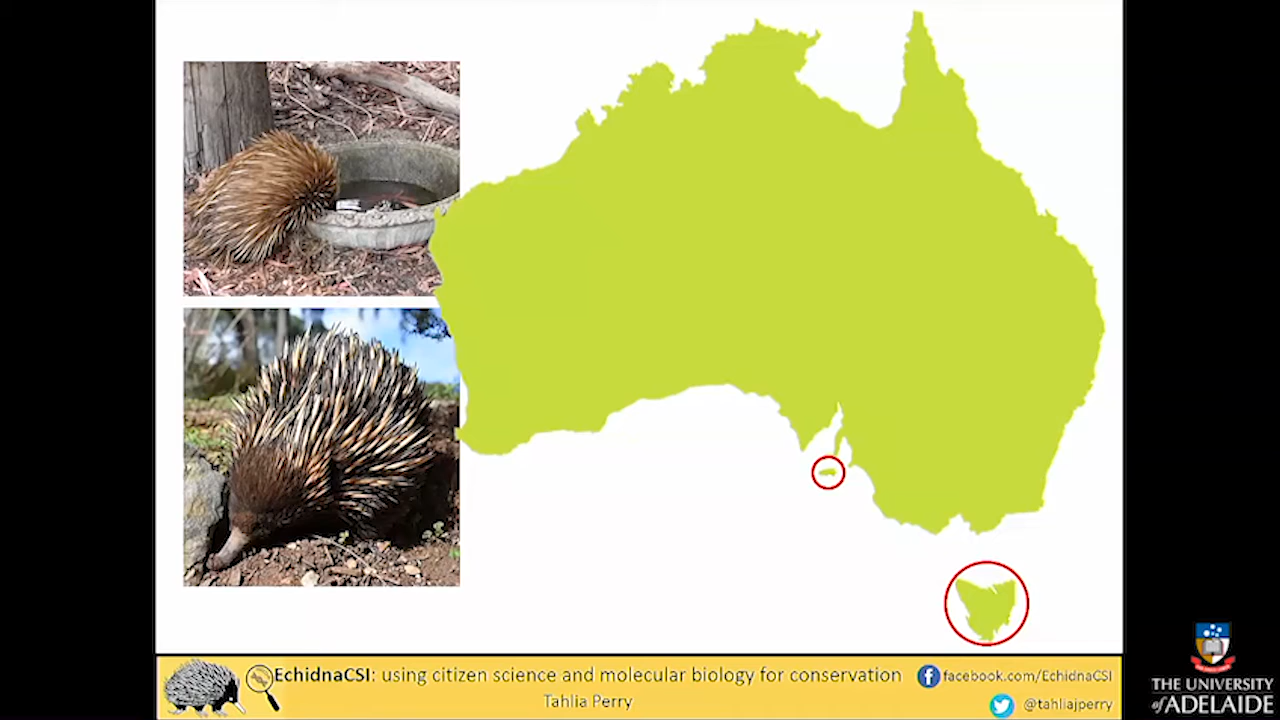 EchidnaCSI: using citizen science and molecular biology for conservation
Tahlia Perry
facebook.com/EchidnaCSI
@tahliajperry
THE UNIVERSITY
of ADELAIDE